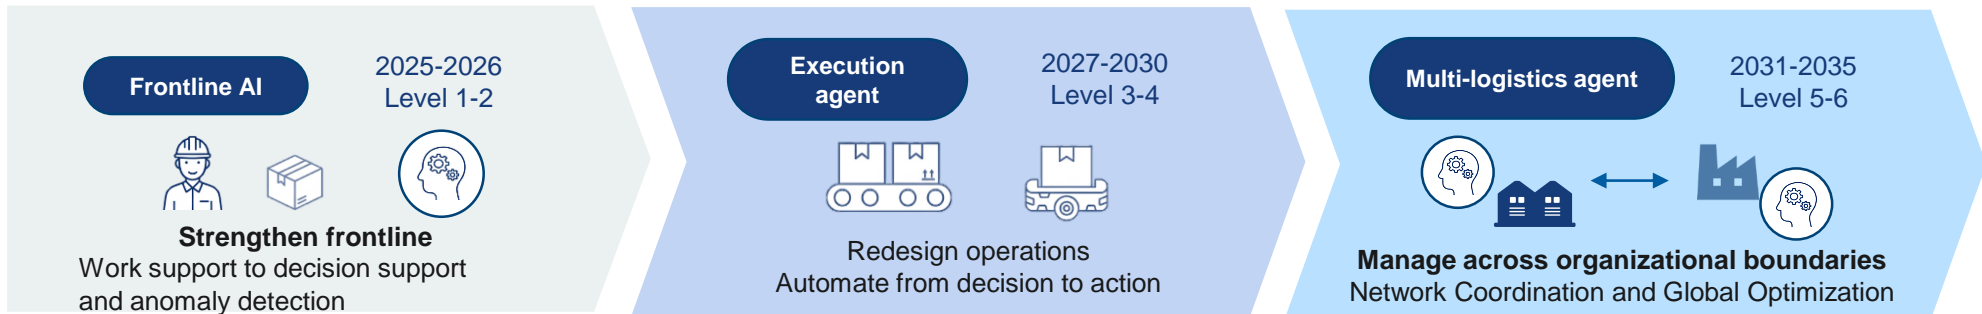 Frontline AI
2025-2026
Level 1-2
Strengthen frontline
Work support to decision support
and anomaly detection
Execution
agent
2027-2030
Level 3-4
Redesign operations
Automate from decision to action
Multi-logistics agent
2031-2035
Level 5-6
Manage across organizational boundaries
Network Coordination and Global Optimization